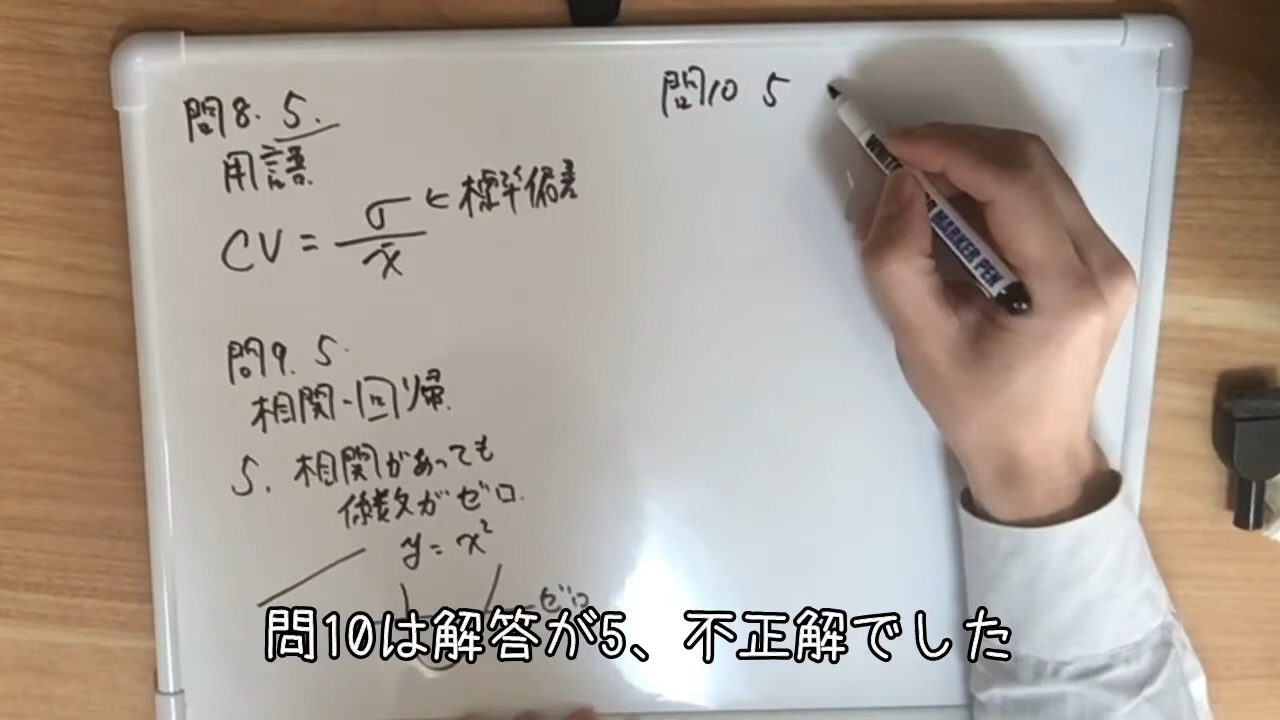 問8. 5.
用語
CV = σ/x̄ ← 標準偏差
問9. 5.
相関・回帰
5. 相関があっても
係数がゼロ.
y = x²
ゼロ
問10 5
MARKER PEN
問10は解答が5、不正解でした